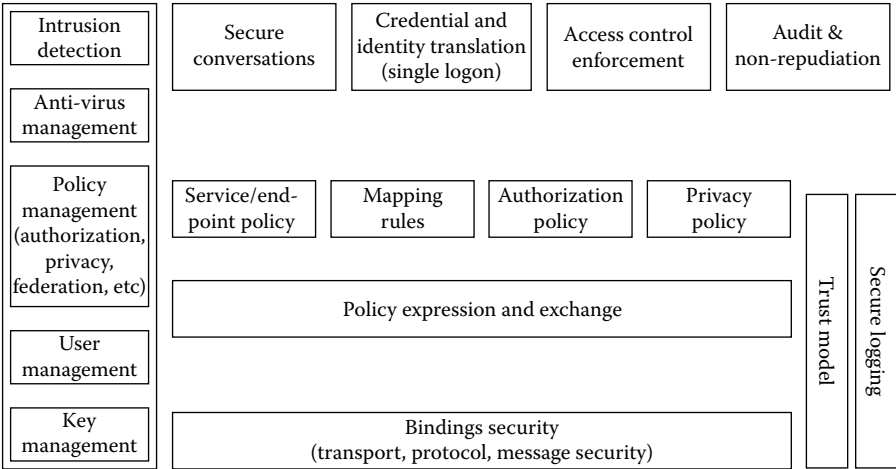 Intrusion
detection
Anti-virus
management
Policy
management
(authorization,
privacy,
federation, etc)
User
management
Key
management
Secure
conversations
Credential and
identity translation
(single logon)
Access control
enforcement
Audit &
non-repudiation
Service/end-
point policy
Mapping
rules
Authorization
policy
Privacy
policy
Policy expression and exchange
Bindings security
(transport, protocol, message security)
Trust model
Secure logging